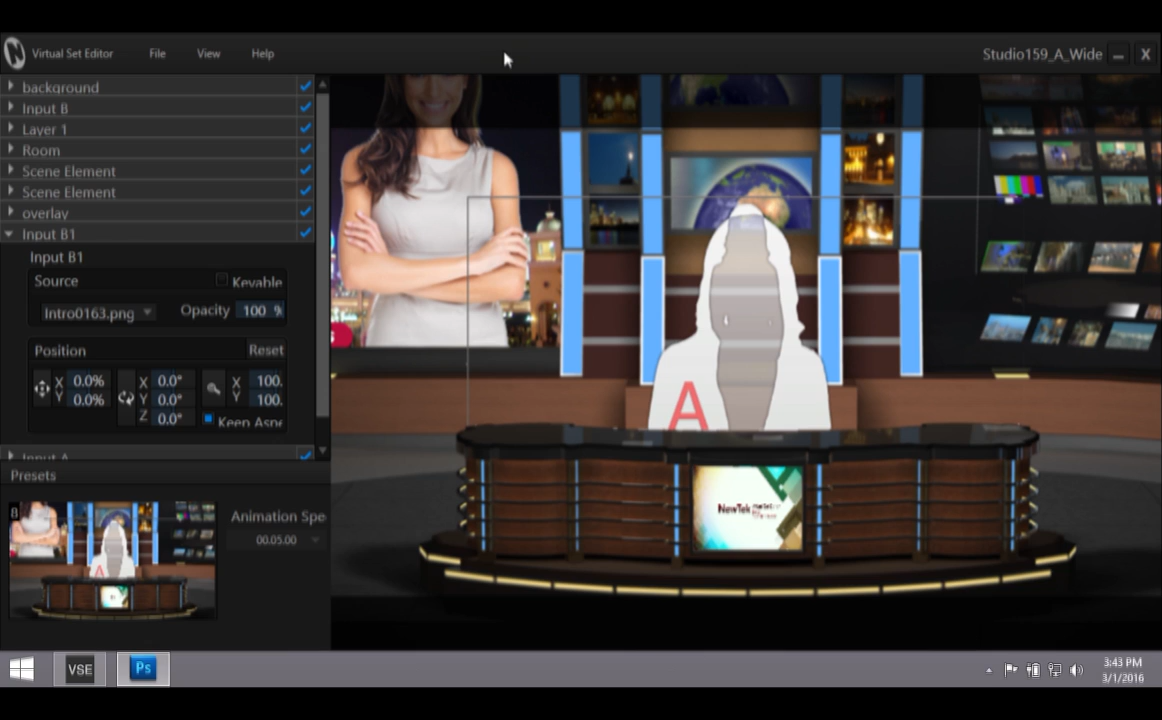 Virtual Set Editor File View Help Studio159_A_Wide X
background
Input B
Layer 1
Room
Scene Element
Scene Element
overlay
Input B1
Input B1
Source Keyable
Intro0163.png Opacity 100 %
Position Reset
X 0.0% X 0.0° X 100.
Y 0.0% Y 0.0° Y 100.
Z 0.0° Keep Aspe
Input A
Presets
B
Animation Spe
00.05.00
A
A
NewTek
VSE Ps
3:43 PM
3/1/2016